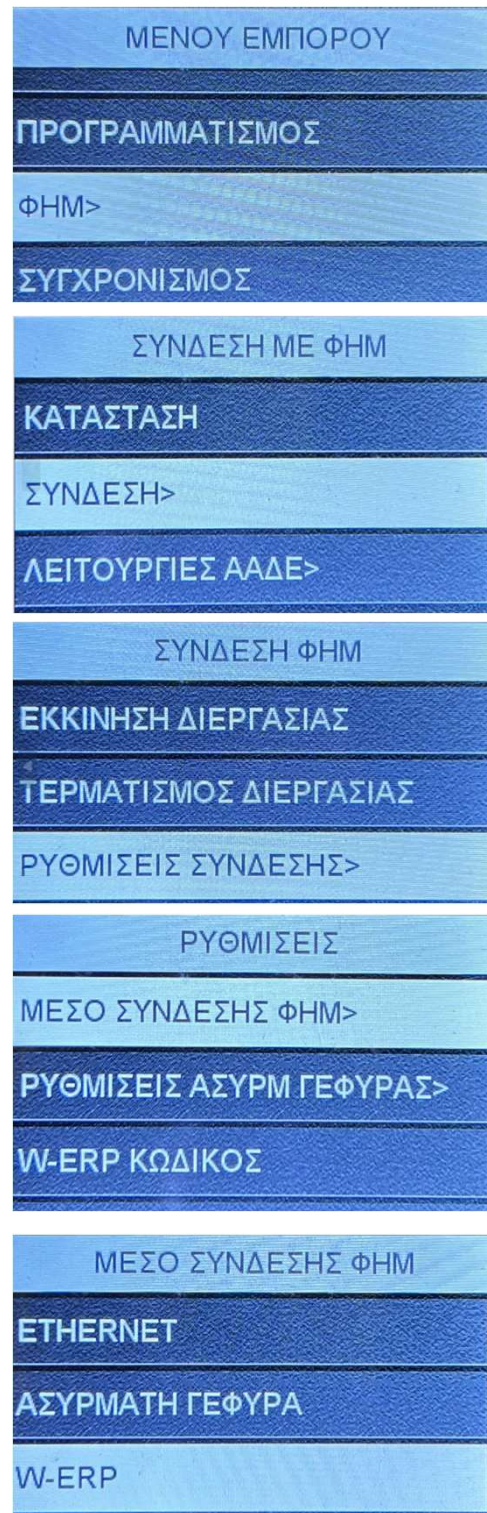 ΜΕΝΟΥ ΕΜΠΟΡΟΥ
ΠΡΟΓΡΑΜΜΑΤΙΣΜΟΣ
ΦΗΜ>
ΣΥΓΧΡΟΝΙΣΜΟΣ
ΣΥΝΔΕΣΗ ΜΕ ΦΗΜ
ΚΑΤΑΣΤΑΣΗ
ΣΥΝΔΕΣΗ>
ΛΕΙΤΟΥΡΓΙΕΣ ΑΑΔΕ>
ΣΥΝΔΕΣΗ ΦΗΜ
ΕΚΚΙΝΗΣΗ ΔΙΕΡΓΑΣΙΑΣ
ΤΕΡΜΑΤΙΣΜΟΣ ΔΙΕΡΓΑΣΙΑΣ
ΡΥΘΜΙΣΕΙΣ ΣΥΝΔΕΣΗΣ>
ΡΥΘΜΙΣΕΙΣ
ΜΕΣΟ ΣΥΝΔΕΣΗΣ ΦΗΜ>
ΡΥΘΜΙΣΕΙΣ ΑΣΥΡΜ ΓΕΦΥΡΑΣ>
W-ERP ΚΩΔΙΚΟΣ
ΜΕΣΟ ΣΥΝΔΕΣΗΣ ΦΗΜ
ETHERNET
ΑΣΥΡΜΑΤΗ ΓΕΦΥΡΑ
W-ERP